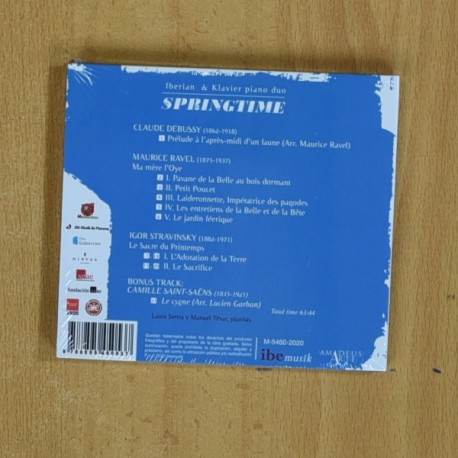 Iberian & Klavier piano duo
SPRINGTIME
CLAUDE DEBUSSY (1862-1918)
Prélude à l'après-midi d'un faune (Arr. Maurice Ravel)
MAURICE RAVEL (1875-1937)
Ma mère l'Oye
I. Pavane de la Belle au bois dormant
II. Petit Poucet
III. Laideronnette, Impératrice des pagodes
IV. Les entretiens de la Belle et de la Bête
V. Le jardin féerique
IGOR STRAVINSKY (1882-1971)
Le Sacre du Printemps
I. L'Adoration de la Terre
II. Le Sacrifice
BONUS TRACK:
CAMILLE SAINT-SAËNS (1835-1921)
Le cygne (Arr. Lucien Garban)
Total time 63:44
Laura Sierra y Manuel Tévar, pianistas
M-5460-2020
ibemusik
AMADEUS
Art